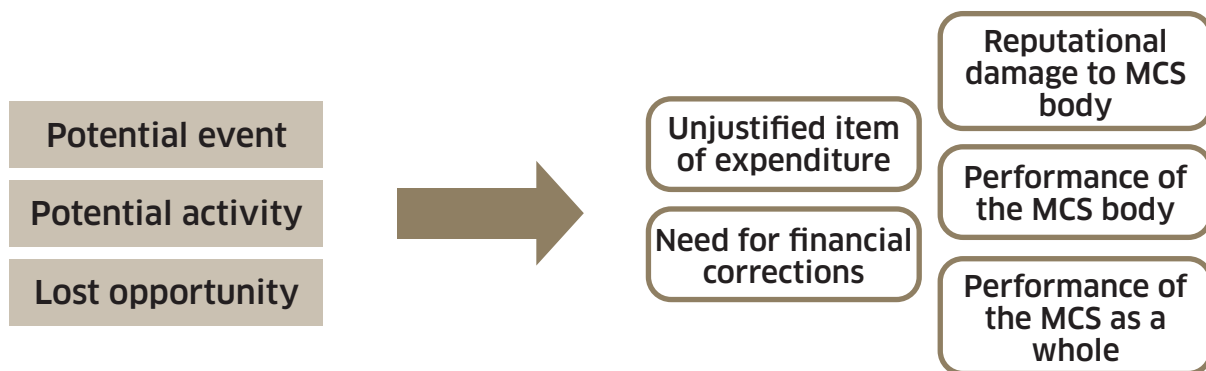 Potential event
Potential activity
Lost opportunity
Unjustified item
of expenditure
Need for financial
corrections
Reputational
damage to MCS
body
Performance of
the MCS body
Performance of
the MCS as a
whole